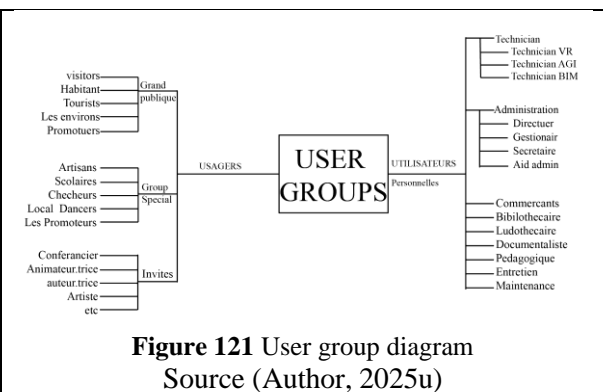 visitors
Habitant
Tourists
Les environs
Promotuers
Grand
publique
Artisans
Scolaires
Checheurs
Local Dancers
Les Promoteurs
Group
Special
Conferancier
Animateur.trice
auteur.trice
Artiste
etc
Invites
USAGERS
USER
GROUPS
UTILISATEURS
Personnelles
Technician
Technician VR
Technician AGI
Technician BIM
Administration
Directuer
Gestionair
Secretaire
Aid admin
Commercants
Bibilothecaire
Ludothecaire
Documentaliste
Pedagogique
Entretien
Maintenance
Figure 121 User group diagram
Source (Author, 2025u)